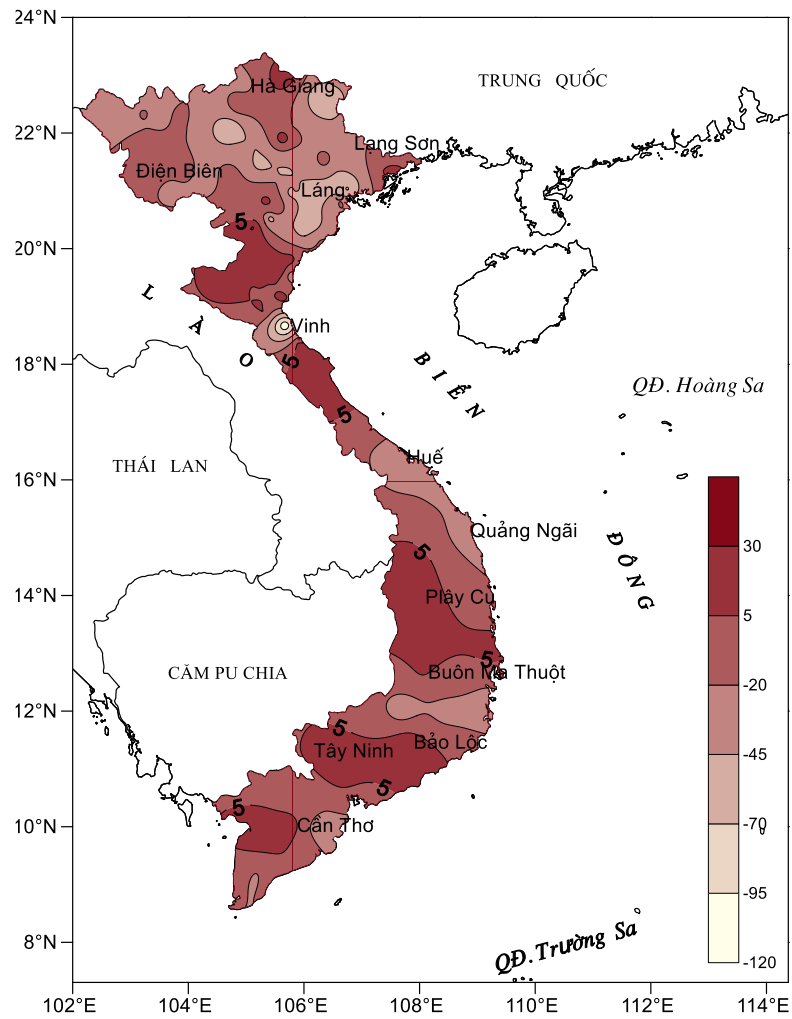 24°N
TRUNG QUỐC
Hà Giang
22°N
Lạng Sơn
Điện Biên
Láng
5
20°N
L À O
Vinh
18°N
5
BIỂN
QĐ. Hoàng Sa
5
THÁI LAN
Huế
16°N
Quảng Ngãi
ĐÔNG
30
5
14°N
Plây Cu
5
5
CĂM PU CHIA
Buôn Ma Thuột
-20
12°N
5
Bảo Lộc
Tây Ninh
-45
5
5
10°N
Cần Thơ
-70
-95
8°N
QĐ. Trường Sa
-120
102°E
104°E
106°E
108°E
110°E
112°E
114°E